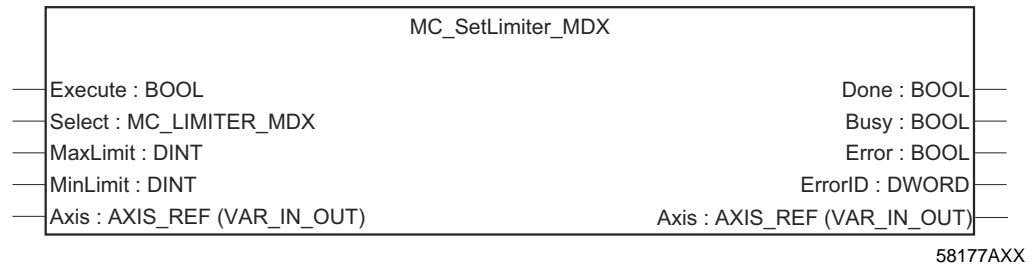 MC_SetLimiter_MDX
Execute : BOOL Done : BOOL
Select : MC_LIMITER_MDX Busy : BOOL
MaxLimit : DINT Error : BOOL
MinLimit : DINT ErrorID : DWORD
Axis : AXIS_REF (VAR_IN_OUT) Axis : AXIS_REF (VAR_IN_OUT)
58177AXX